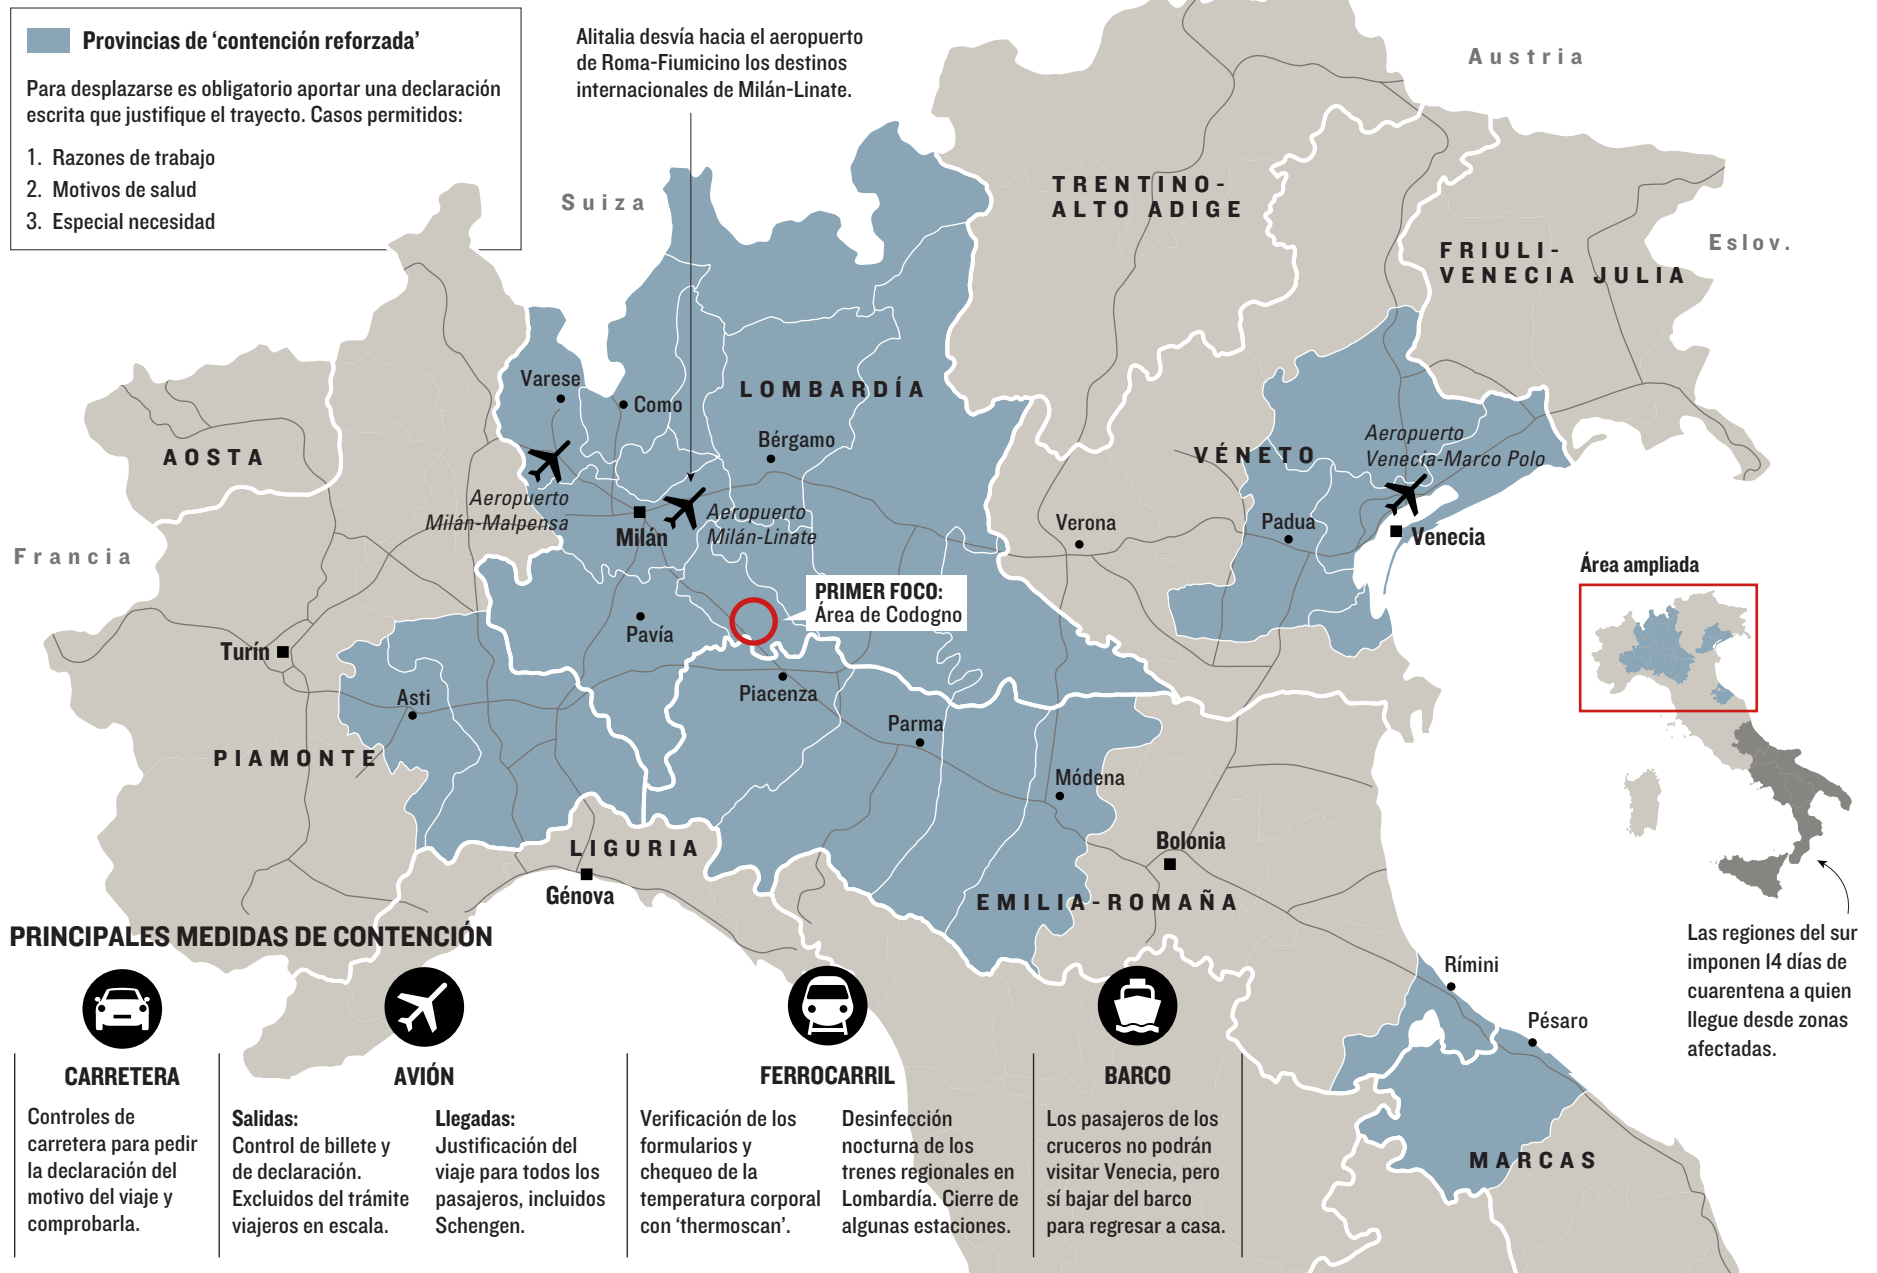 Provincias de ‘contención reforzada’
Para desplazarse es obligatorio aportar una declaración
escrita que justifique el trayecto. Casos permitidos:
1. Razones de trabajo
2. Motivos de salud
3. Especial necesidad
Alitalia desvía hacia el aeropuerto
de Roma-Fiumicino los destinos
internacionales de Milán-Linate.
Austria
Suiza
TRENTINO-
ALTO ADIGE
Eslov.
FRIULI-
VENECIA JULIA
Varese
Como
LOMBARDÍA
Bérgamo
AOSTA
VÉNETO
Aeropuerto
Venecia-Marco Polo
Aeropuerto
Milán-Malpensa
Milán
Aeropuerto
Milán-Linate
Verona
Padua
Venecia
Francia
Área ampliada
PRIMER FOCO:
Área de Codogno
Pavía
Turín
Asti
Piacenza
Parma
PIAMONTE
Módena
LIGURIA
Génova
Bolonia
EMILIA-ROMAÑA
Las regiones del sur
imponen 14 días de
cuarentena a quien
llegue desde zonas
afectadas.
Rímini
Pésaro
MARCAS
PRINCIPALES MEDIDAS DE CONTENCIÓN
CARRETERA
Controles de
carretera para pedir
la declaración del
motivo del viaje y
comprobarla.
AVIÓN
Salidas:
Control de billete y
de declaración.
Excluidos del trámite
viajeros en escala.
Llegadas:
Justificación del
viaje para todos los
pasajeros, incluidos
Schengen.
FERROCARRIL
Verificación de los
formularios y
chequeo de la
temperatura corporal
con ‘thermoscan’.
Desinfección
nocturna de los
trenes regionales en
Lombardía. Cierre de
algunas estaciones.
BARCO
Los pasajeros de los
cruceros no podrán
visitar Venecia, pero
sí bajar del barco
para regresar a casa.